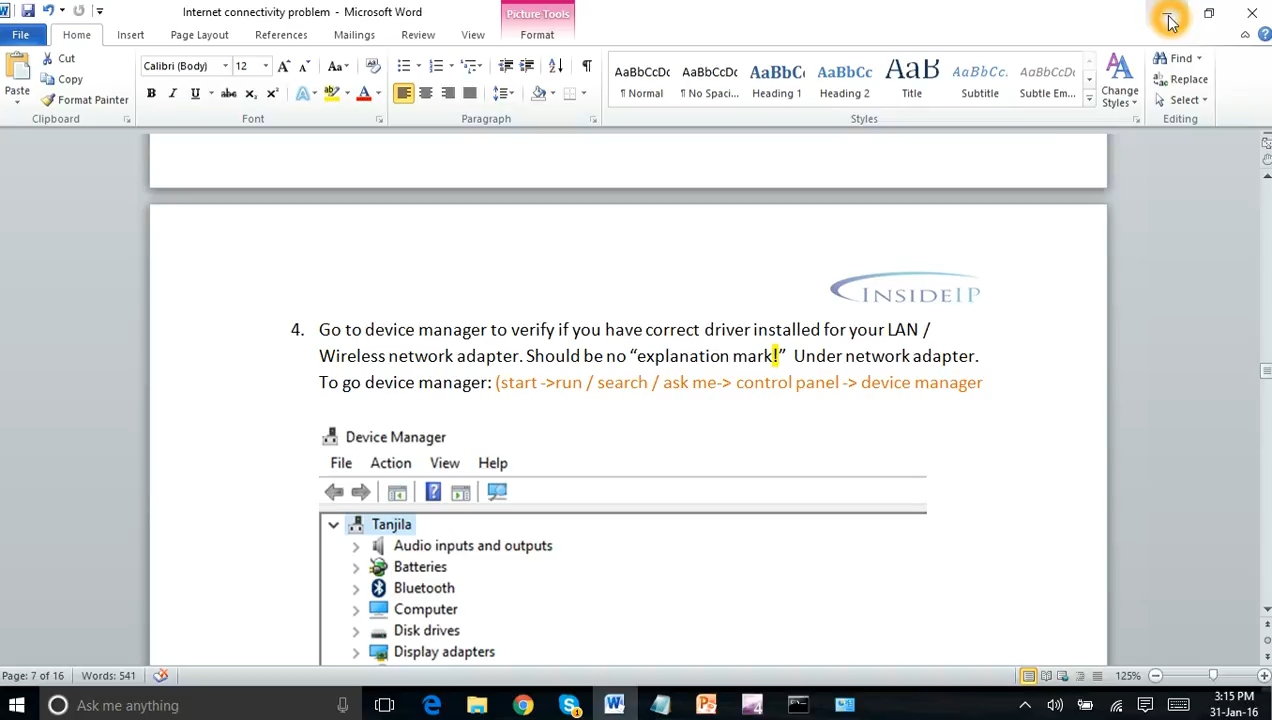 Internet connectivity problem - Microsoft Word
Picture Tools
File Home Insert Page Layout References Mailings Review View Format
Paste
Cut
Copy
Format Painter
Clipboard
Calibri (Body) 12
B I U abc x₂ x²
Aa
A
Font
Paragraph
AaBbCcDc AaBbCcDc AaBbCc AaBbCc AaB AaBbCc. AaBbCcDc
¶ Normal ¶ No Spaci... Heading 1 Heading 2 Title Subtitle Subtle Em...
Change Styles
Styles
Find
Replace
Select
Editing
INSIDEIP
4. Go to device manager to verify if you have correct driver installed for your LAN /
Wireless network adapter. Should be no “explanation mark!” Under network adapter.
To go device manager: (start ->run / search / ask me-> control panel -> device manager
Device Manager
File Action View Help
Tanjila
Audio inputs and outputs
Batteries
Bluetooth
Computer
Disk drives
Display adapters
Page: 7 of 16 Words: 541 125%
Ask me anything
3:15 PM
31-Jan-16